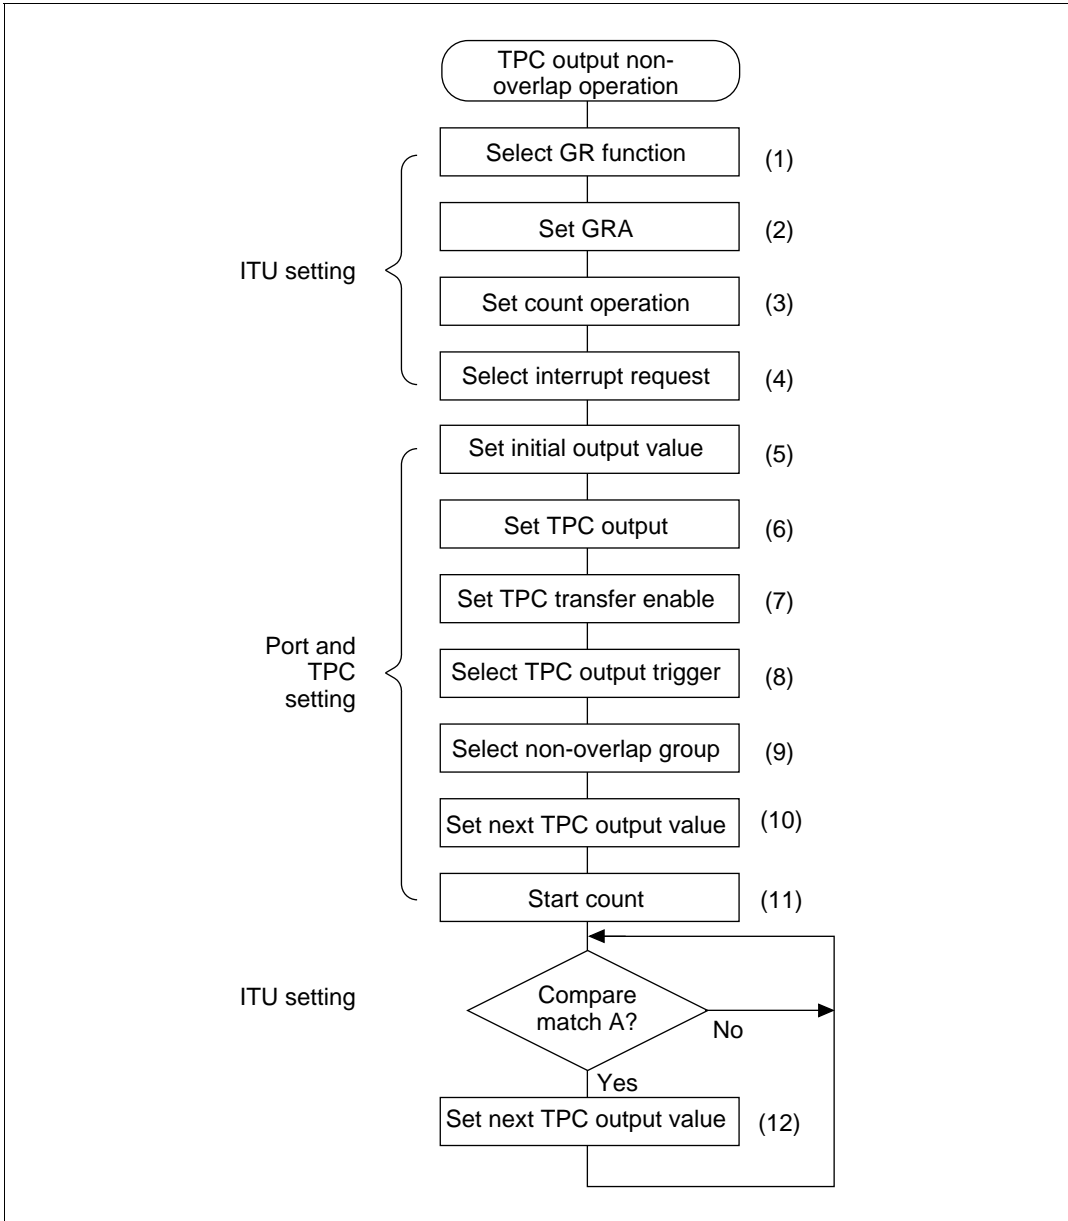 TPC output non-
overlap operation
Select GR function
(1)
Set GRA
(2)
ITU setting
Set count operation
(3)
Select interrupt request
(4)
Set initial output value
(5)
Set TPC output
(6)
Set TPC transfer enable
(7)
Port and
TPC
setting
Select TPC output trigger
(8)
Select non-overlap group
(9)
Set next TPC output value
(10)
Start count
(11)
ITU setting
Compare
match A?
No
Yes
Set next TPC output value
(12)